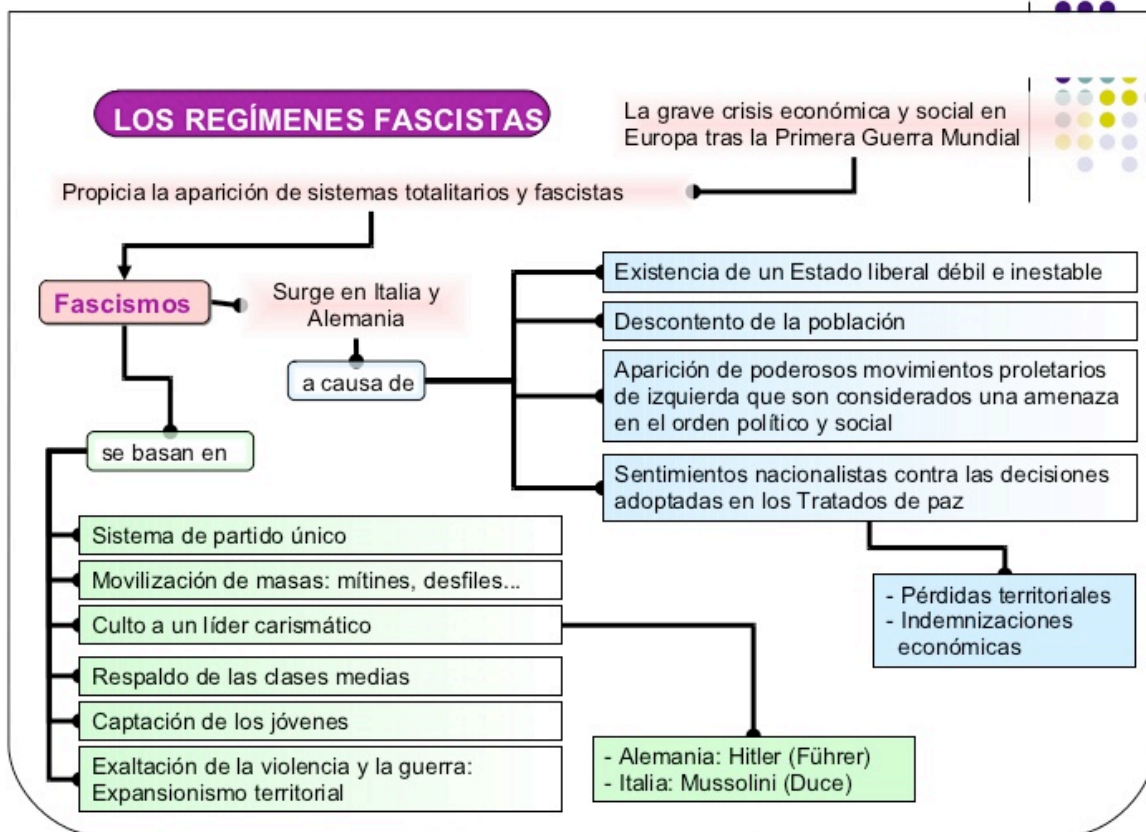 LOS REGÍMENES FASCISTAS
La grave crisis económica y social en
Europa tras la Primera Guerra Mundial
Propicia la aparición de sistemas totalitarios y fascistas
Fascismos
Surge en Italia y
Alemania
a causa de
Existencia de un Estado liberal débil e inestable
Descontento de la población
Aparición de poderosos movimientos proletarios
de izquierda que son considerados una amenaza
en el orden político y social
Sentimientos nacionalistas contra las decisiones
adoptadas en los Tratados de paz
- Pérdidas territoriales
- Indemnizaciones
económicas
se basan en
Sistema de partido único
Movilización de masas: mítines, desfiles...
Culto a un líder carismático
Respaldo de las clases medias
Captación de los jóvenes
Exaltación de la violencia y la guerra:
Expansionismo territorial
- Alemania: Hitler (Führer)
- Italia: Mussolini (Duce)